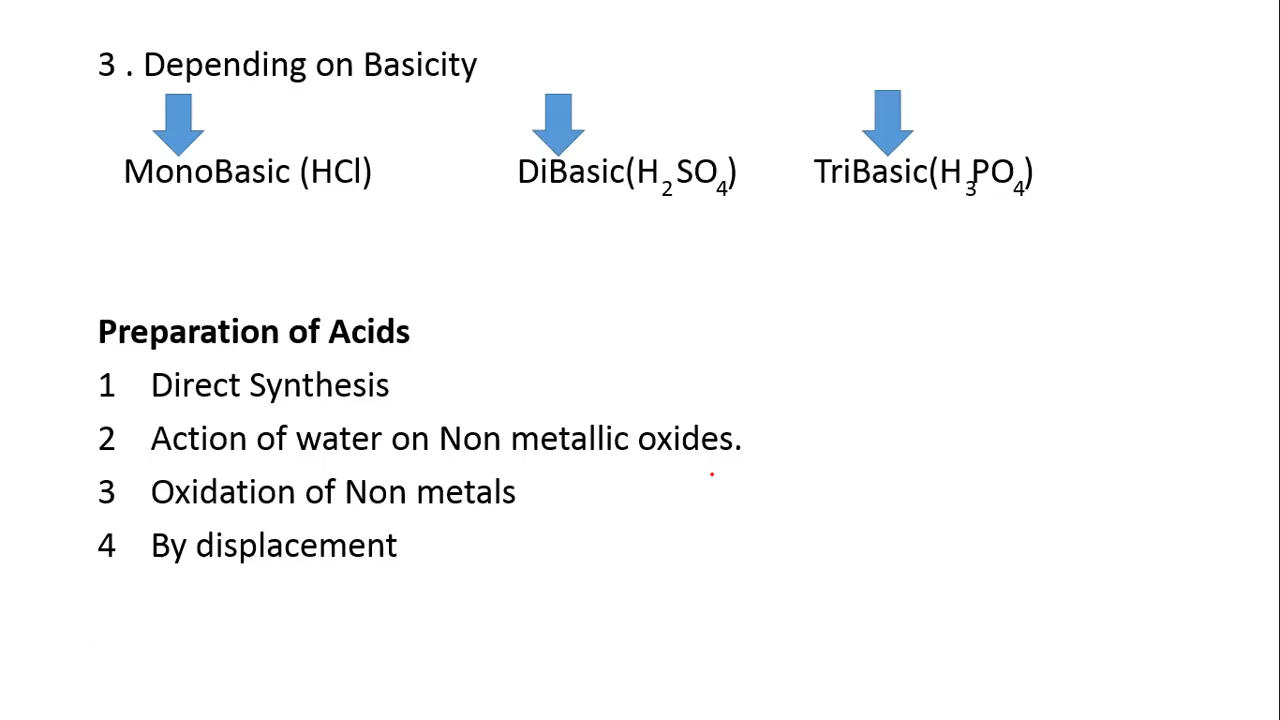 3 . Depending on Basicity
MonoBasic (HCl) DiBasic(H₂SO₄) TriBasic(H₃PO₄)
Preparation of Acids
1 Direct Synthesis
2 Action of water on Non metallic oxides.
3 Oxidation of Non metals
4 By displacement